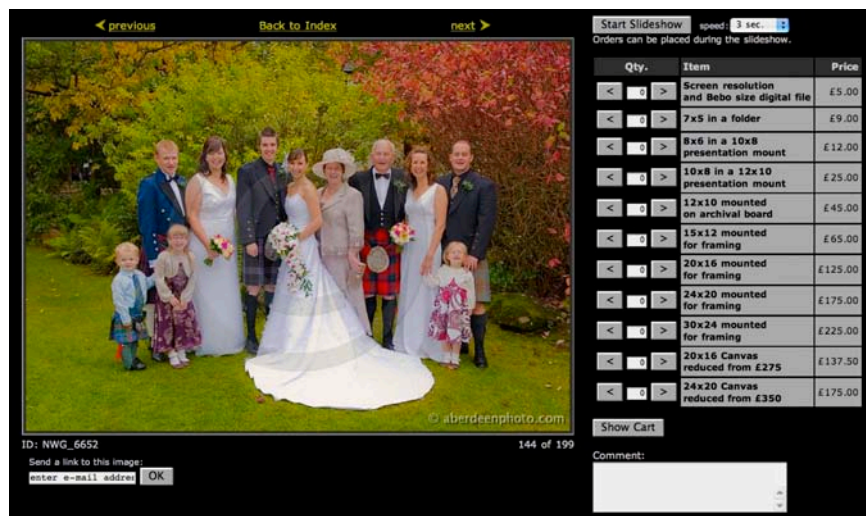 previous
Back to Index
next
Start Slideshow speed: 3 sec.
Orders can be placed during the slideshow.
Qty. Item Price
< 0 > Screen resolution
and Bebo size digital file £5.00
< 0 > 7x5 in a folder £9.00
< 0 > 8x6 in a 10x8
presentation mount £12.00
< 0 > 10x8 in a 12x10
presentation mount £25.00
< 0 > 12x10 mounted
on archival board £45.00
< 0 > 15x12 mounted
for framing £65.00
< 0 > 20x16 mounted
for framing £125.00
< 0 > 24x20 mounted
for framing £175.00
< 0 > 30x24 mounted
for framing £225.00
< 0 > 20x16 Canvas
reduced from £275 £137.50
< 0 > 24x20 Canvas
reduced from £350 £175.00
© aberdeenphoto.com
Show Cart
ID: NWG_6652
144 of 199
Send a link to this image:
enter e-mail addre OK
Comment: